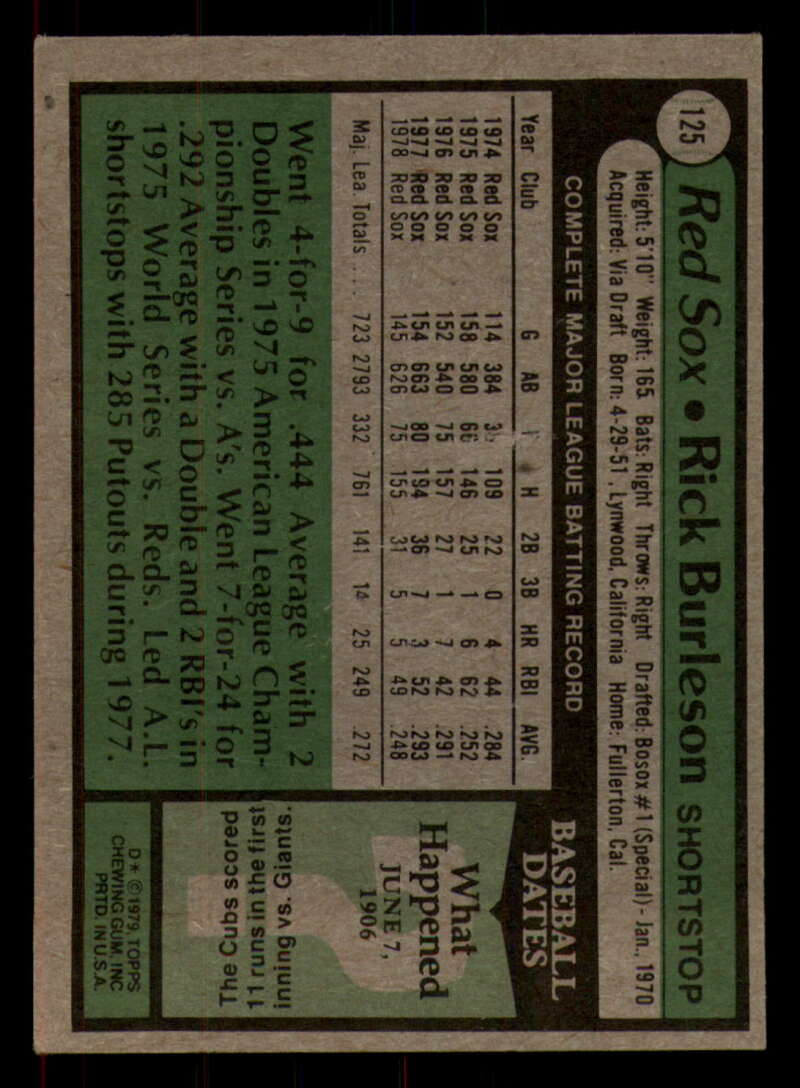 125
Red Sox • Rick Burleson SHORTSTOP
Height: 5'10" Weight: 165 Bats: Right Throws: Right Drafted: Bosox #1 (Special)-Jan., 1970
Acquired: Via Draft Born: 4-29-51, Lynwood, California Home: Fullerton, Cal.
COMPLETE MAJOR LEAGUE BATTING RECORD
Year Club G AB H 2B 3B HR RBI AVG.
1974 Red Sox 114 384 109 22 0 4 44 .284
1975 Red Sox 158 580 146 25 1 6 62 .252
1976 Red Sox 152 540 75 157 27 1 7 42 .291
1977 Red Sox 154 663 80 194 36 7 3 52 .293
1978 Red Sox 145 626 75 155 31 5 5 49 .248
Maj. Lea. Totals .... 723 2793 332 761 141 14 25 249 .272
Went 4-for-9 for .444 Average with 2
Doubles in 1975 American League Cham-
pionship Series vs. A's. Went 7-for-24 for
.292 Average with a Double and 2 RBI's in
1975 World Series vs. Reds. Led A.L.
shortstops with 285 Putouts during 1977.
BASEBALL
DATES
What
Happened
JUNE 7,
1906
The Cubs scored
11 runs in the first
inning vs. Giants.
D* © 1979 TOPPS
CHEWING GUM, INC
PRTD. IN U.S.A.